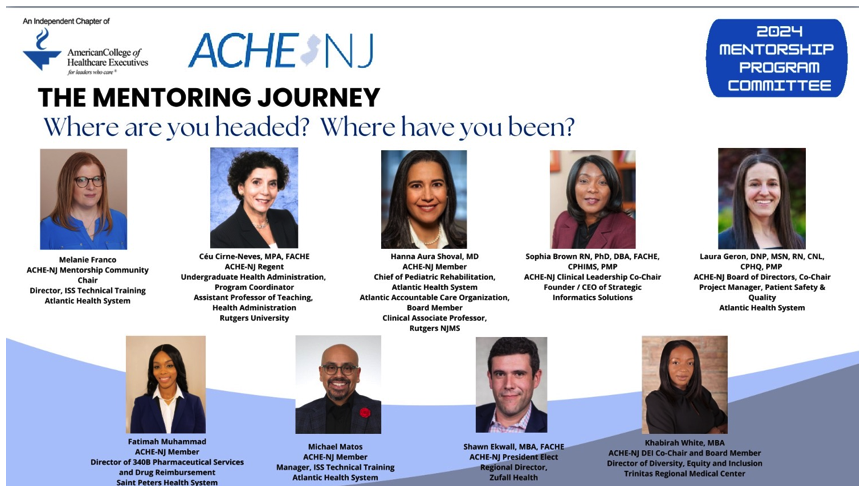 An Independent Chapter of
AmericanCollege of
Healthcare Executives
for leaders who care®
ACHE NJ
2024
MENTORSHIP
PROGRAM
COMMITTEE
THE MENTORING JOURNEY
Where are you headed? Where have you been?
Melanie Franco
ACHE-NJ Mentorship Community
Chair
Director, ISS Technical Training
Atlantic Health System
Céu Cirne-Neves, MPA, FACHE
ACHE-NJ Regent
Undergraduate Health Administration,
Program Coordinator
Assistant Professor of Teaching,
Health Administration
Rutgers University
Hanna Aura Shoval, MD
ACHE-NJ Member
Chief of Pediatric Rehabilitation,
Atlantic Health System
Atlantic Accountable Care Organization,
Board Member
Clinical Associate Professor,
Rutgers NJMS
Sophia Brown RN, PhD, DBA, FACHE,
CPHIMS, PMP
ACHE-NJ Clinical Leadership Co-Chair
Founder / CEO of Strategic
Informatics Solutions
Laura Geron, DNP, MSN, RN, CNL,
CPHQ, PMP
ACHE-NJ Board of Directors, Co-Chair
Project Manager, Patient Safety &
Quality
Atlantic Health System
Fatimah Muhammad
ACHE-NJ Member
Director of 340B Pharmaceutical Services
and Drug Reimbursement
Saint Peters Health System
Michael Matos
ACHE-NJ Member
Manager, ISS Technical Training
Atlantic Health System
Shawn Ekwall, MBA, FACHE
ACHE-NJ President Elect
Regional Director,
Zufall Health
Khabirah White, MBA
ACHE-NJ DEI Co-Chair and Board Member
Director of Diversity, Equity and Inclusion
Trinitas Regional Medical Center